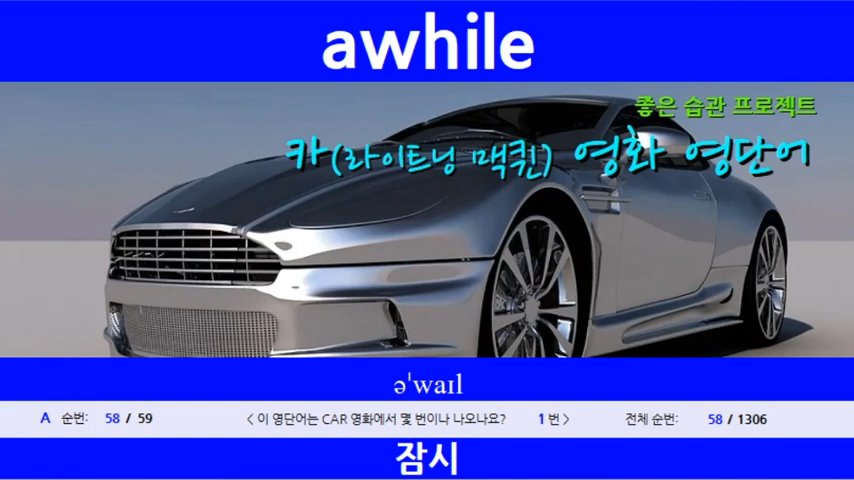 awhile
좋은 습관 프로젝트
카(라이트닝 맥퀸) 영화 영단어
ə'waɪl
A 순번: 58 / 59 < 이 영단어는 CAR 영화에서 몇 번이나 나오나요? 1 번 > 전체 순번: 58 / 1306
잠시